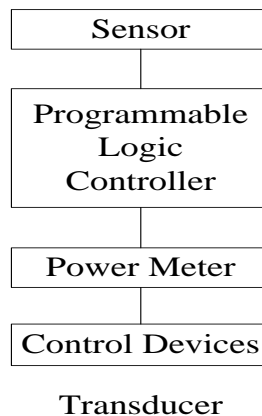 Sensor
Programmable
Logic
Controller
Power Meter
Control Devices
Transducer